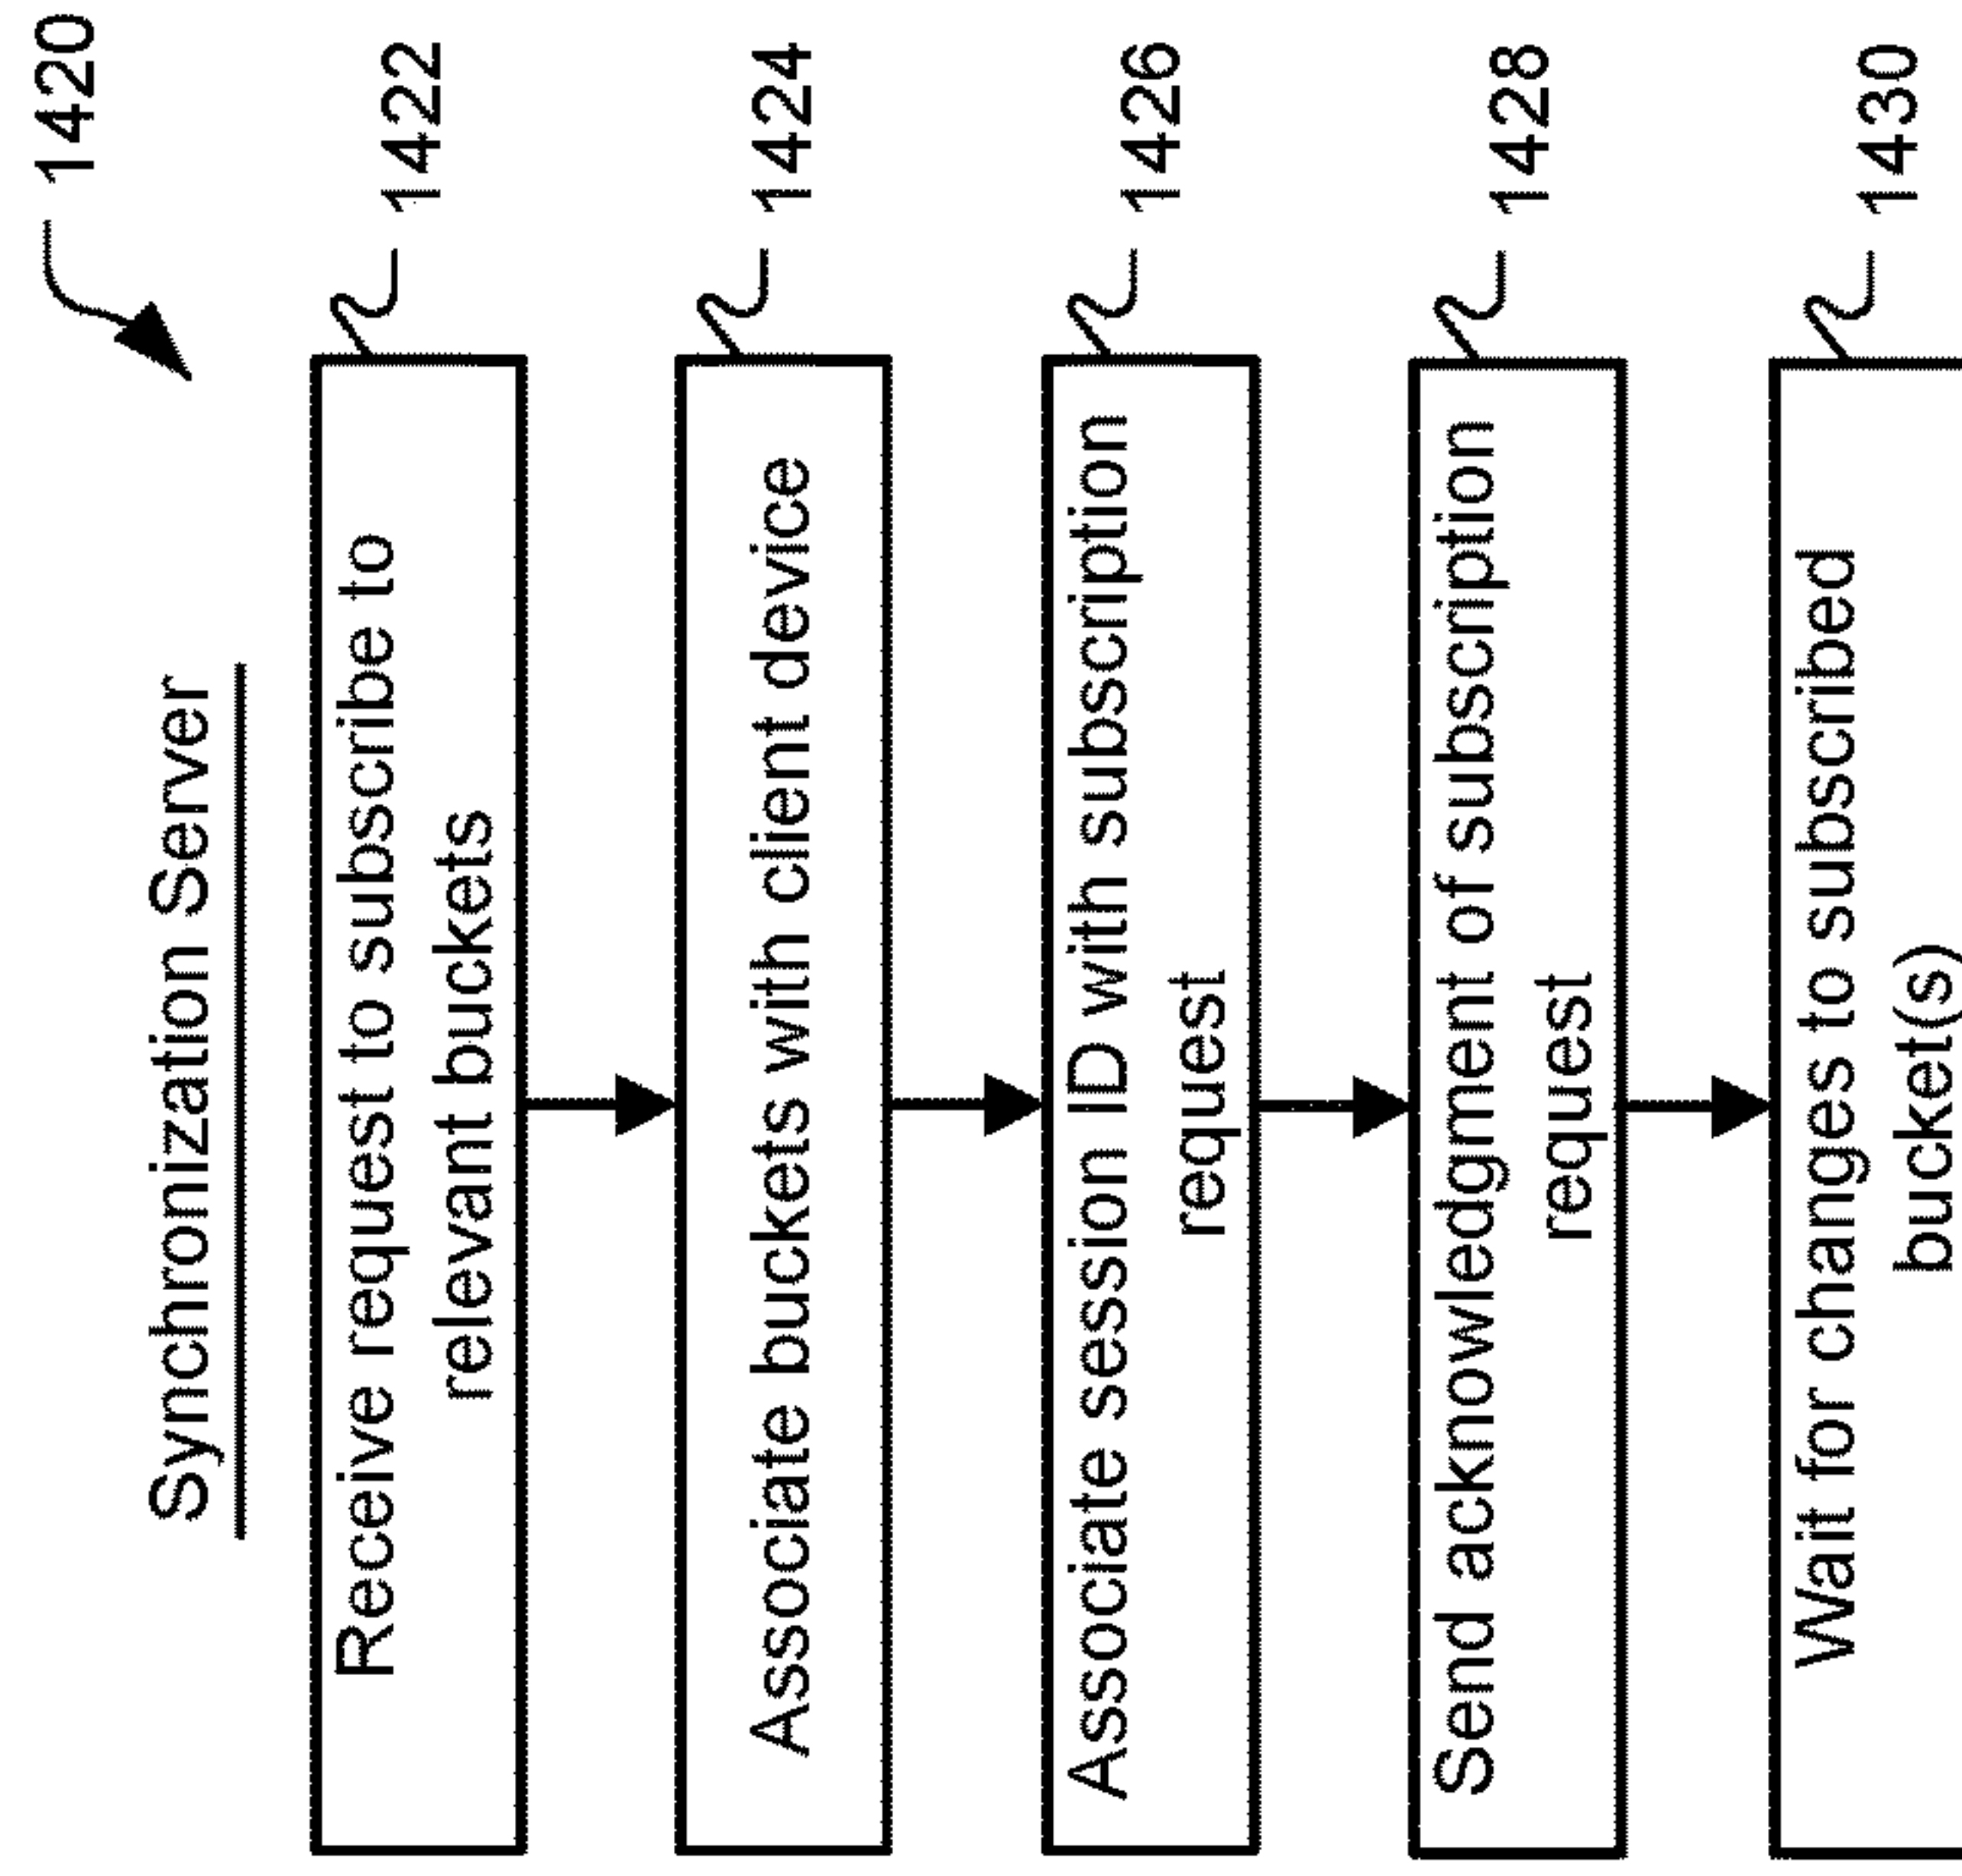 1420
Synchronization Server
Receive request to subscribe to
relevant buckets
1422
Associate buckets with client device
1424
Associate session ID with subscription
request
1426
Send acknowledgment of subscription
request
1428
Wait for changes to subscribed
bucket(s)
1430